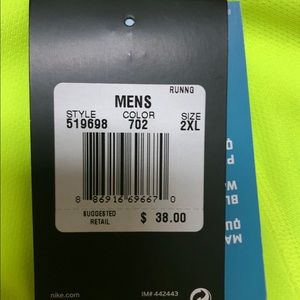 RUNNG
MENS
STYLE COLOR SIZE
519698 702 2XL
8 86916 69667 0
SUGGESTED
RETAIL $ 38.00
nike.com IM# 442443